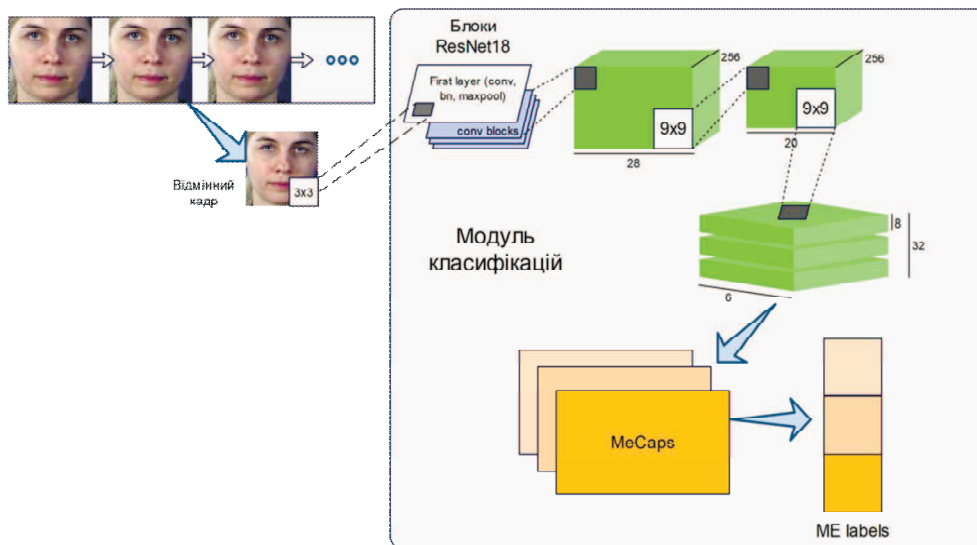 Блоки
ResNet18
First layer (conv,
bn, maxpool)
conv blocks
256
9x9
28
256
9x9
20
Відмінний
кадр
3x3
8
32
6
Модуль
класифікацій
MeCaps
ME labels